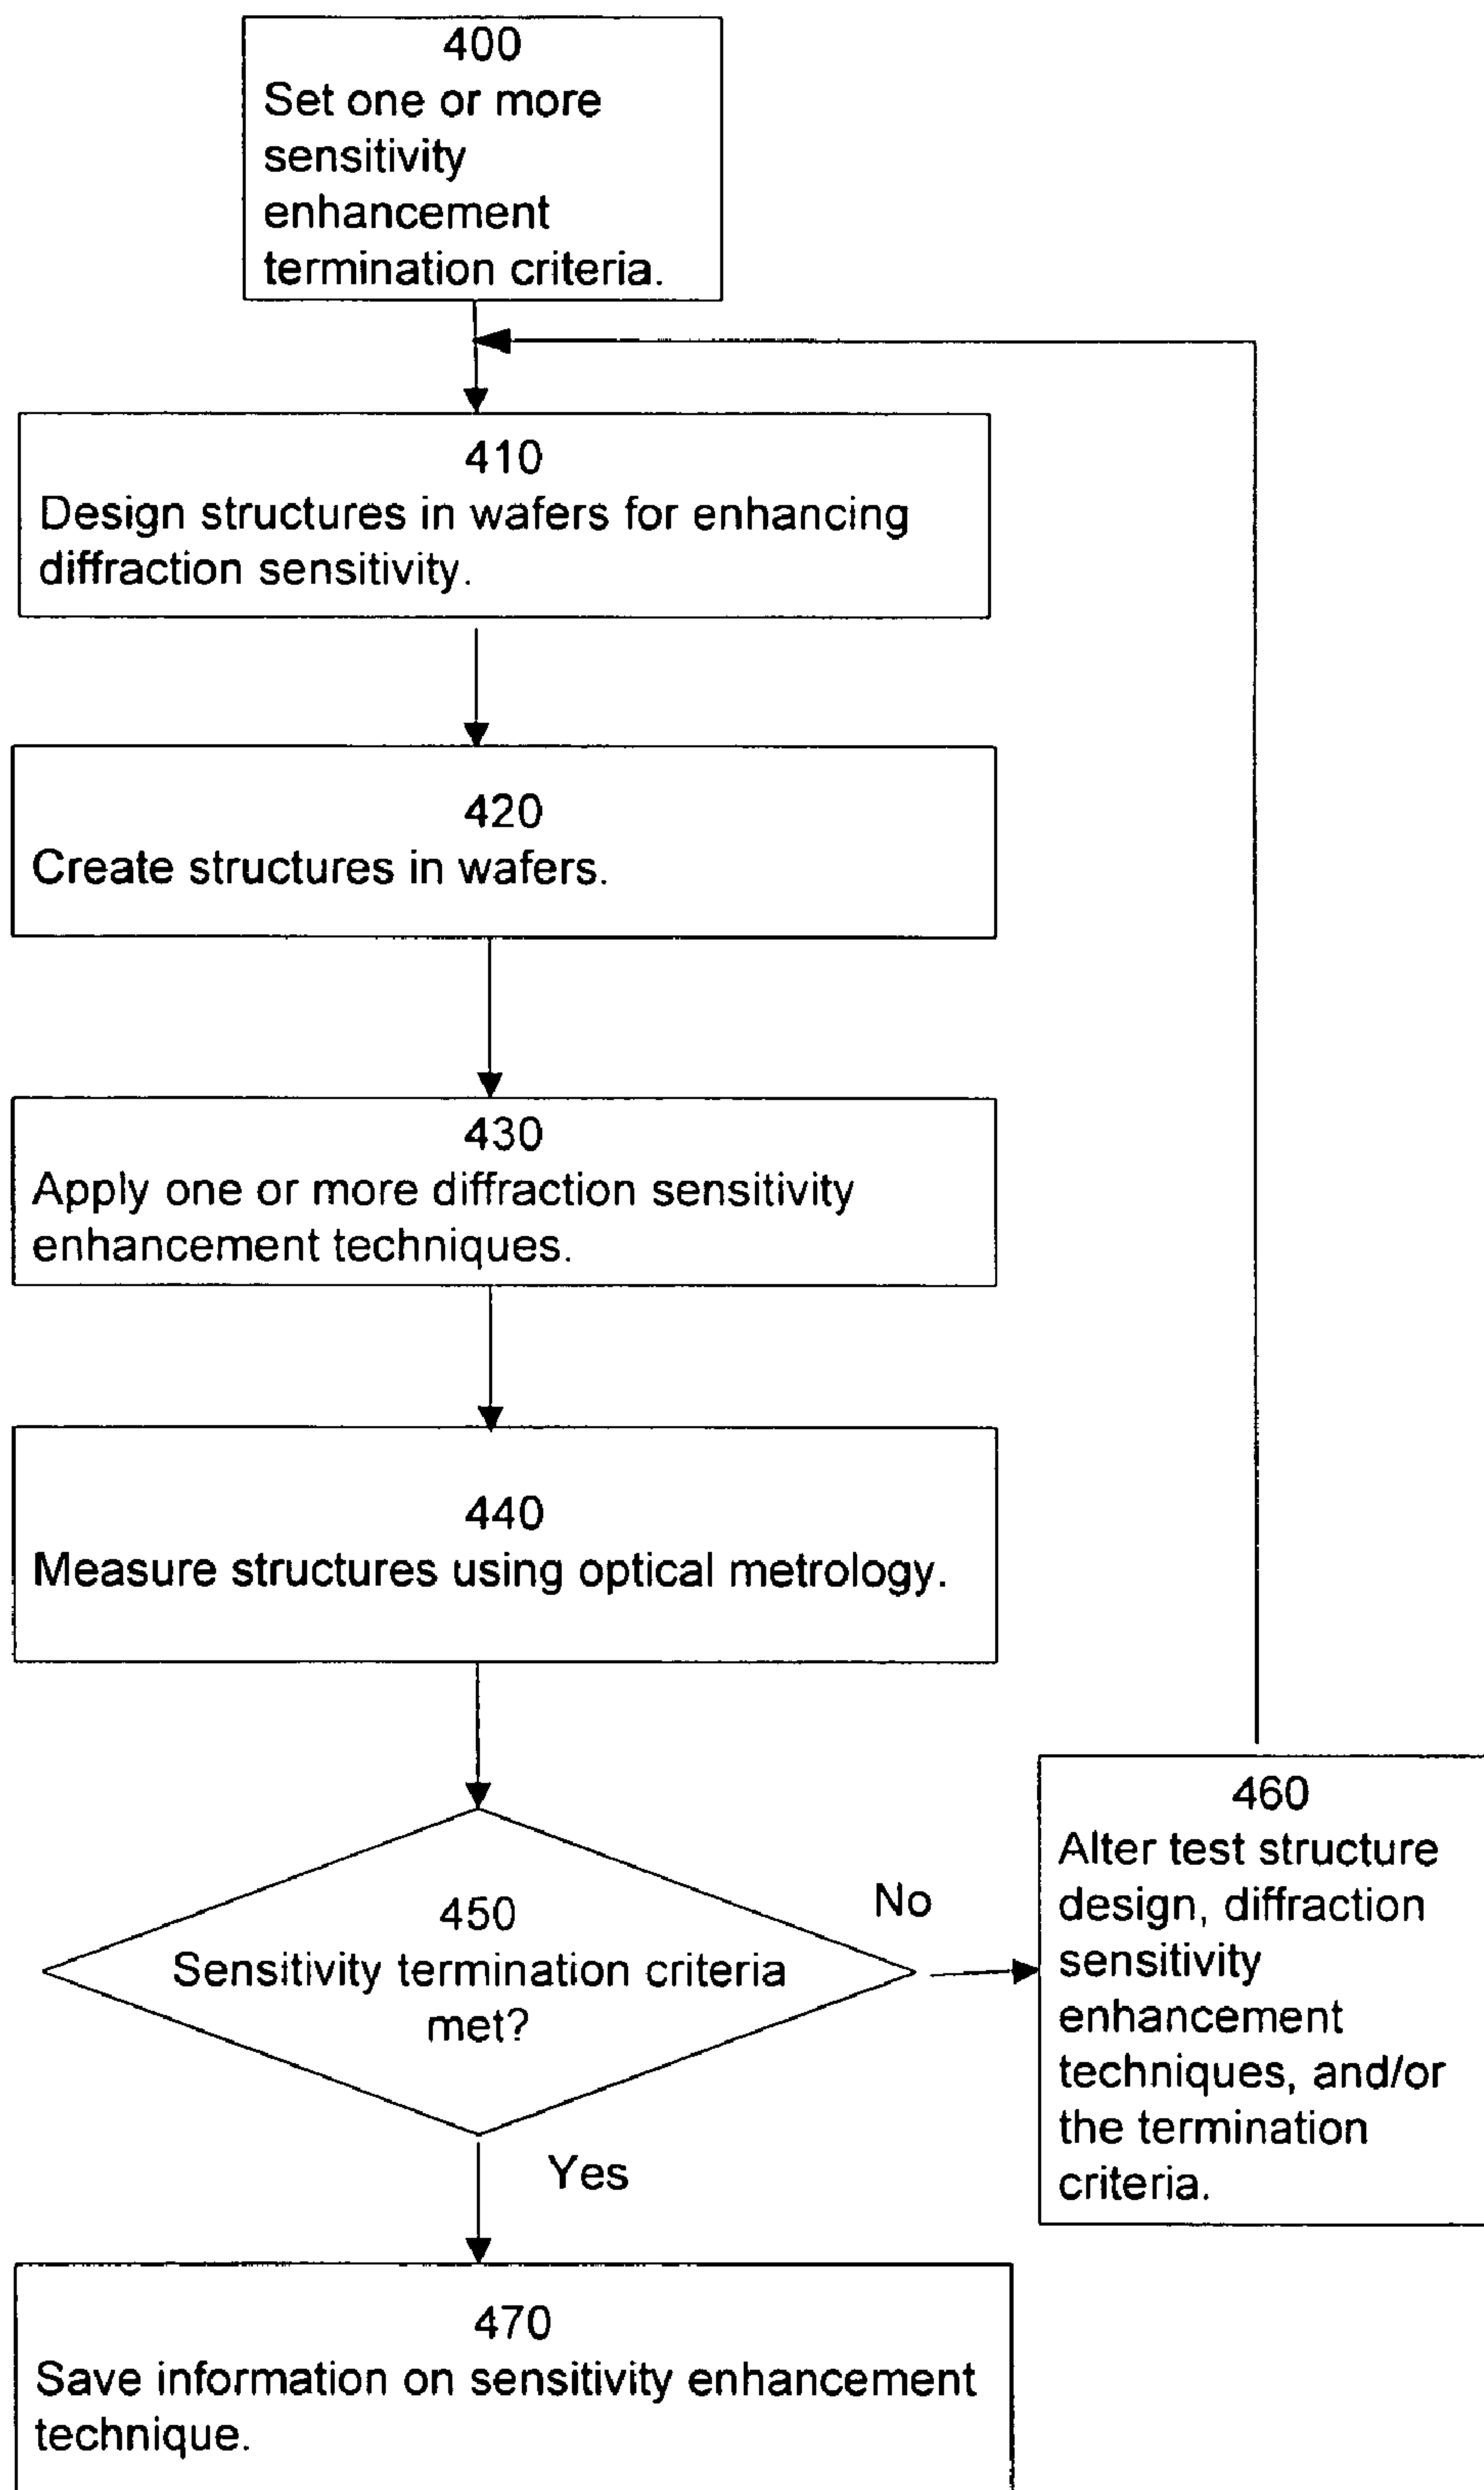 400
Set one or more
sensitivity
enhancement
termination criteria.
410
Design structures in wafers for enhancing
diffraction sensitivity.
420
Create structures in wafers.
430
Apply one or more diffraction sensitivity
enhancement techniques.
440
Measure structures using optical metrology.
450
Sensitivity termination criteria
met?
No
460
Alter test structure
design, diffraction
sensitivity
enhancement
techniques, and/or
the termination
criteria.
Yes
470
Save information on sensitivity enhancement
technique.